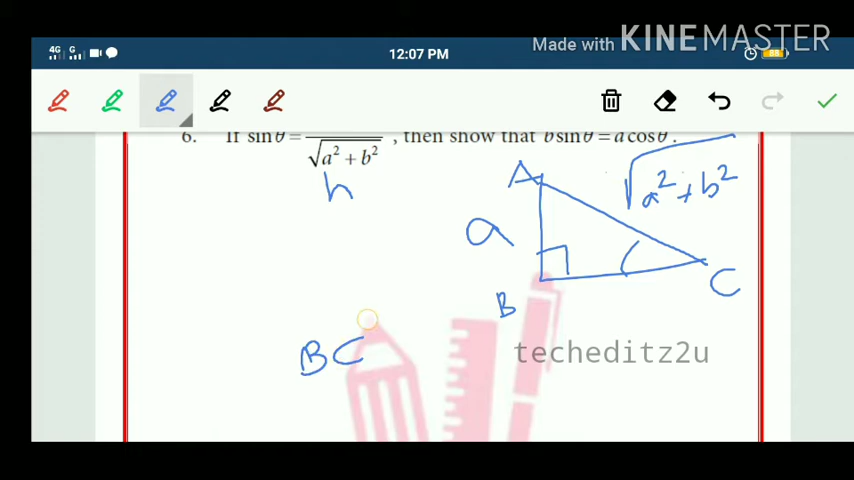 4G G 12:07 PM 88
Made with KINEMASTER
6. If sinθ = √a² + b² , then show that b sinθ = a cosθ .
h
A
√a² + b²
a
B
C
BC
techeditz2u